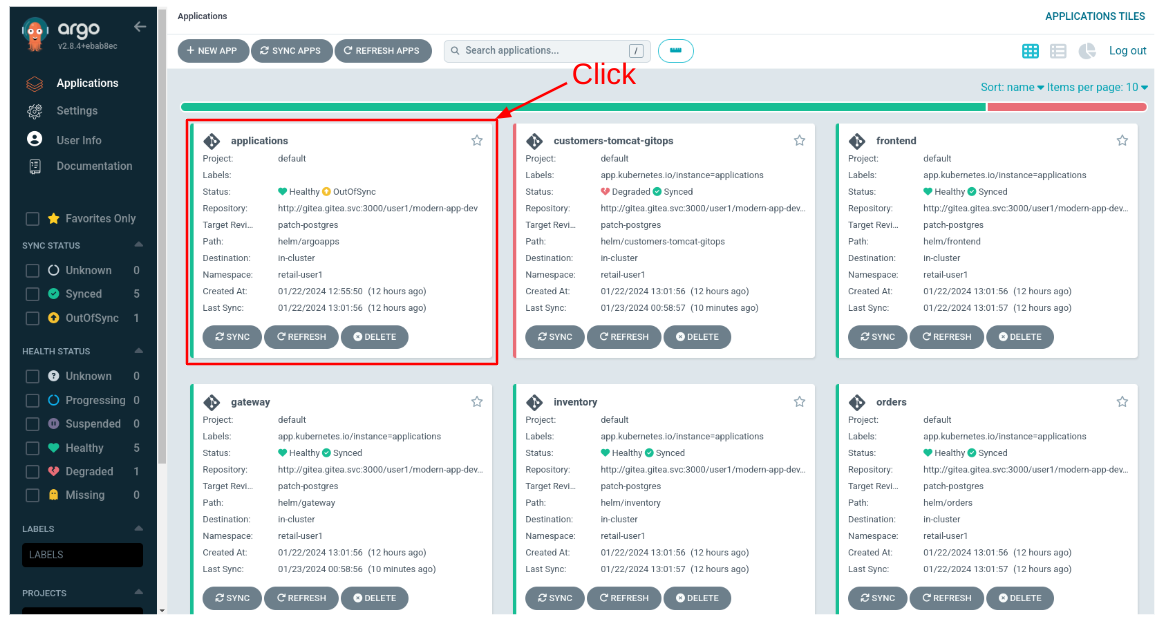 argo
v2.8.4+ebab8ec
Applications
Settings
User Info
Documentation
Favorites Only
SYNC STATUS
Unknown 0
Synced 5
OutOfSync 1
HEALTH STATUS
Unknown 0
Progressing 0
Suspended 0
Healthy 5
Degraded 1
Missing 0
LABELS
LABELS
PROJECTS
Applications
APPLICATIONS TILES
+ NEW APP
SYNC APPS
REFRESH APPS
Search applications...
/
Log out
Click
Sort: name Items per page: 10
applications
Project: default
Labels:
Status: Healthy OutOfSync
Repository: http://gitea.gitea.svc:3000/user1/modern-app-dev
Target Revi... patch-postgres
Path: helm/argoapps
Destination: in-cluster
Namespace: retail-user1
Created At: 01/22/2024 12:55:50 (12 hours ago)
Last Sync: 01/22/2024 13:01:56 (12 hours ago)
SYNC REFRESH DELETE
customers-tomcat-gitops
Project: default
Labels: app.kubernetes.io/instance=applications
Status: Degraded Synced
Repository: http://gitea.gitea.svc:3000/user1/modern-app-dev...
Target Revi... patch-postgres
Path: helm/customers-tomcat-gitops
Destination: in-cluster
Namespace: retail-user1
Created At: 01/22/2024 13:01:56 (12 hours ago)
Last Sync: 01/23/2024 00:58:57 (10 minutes ago)
SYNC REFRESH DELETE
frontend
Project: default
Labels: app.kubernetes.io/instance=applications
Status: Healthy Synced
Repository: http://gitea.gitea.svc:3000/user1/modern-app-dev...
Target Revi... patch-postgres
Path: helm/frontend
Destination: in-cluster
Namespace: retail-user1
Created At: 01/22/2024 13:01:56 (12 hours ago)
Last Sync: 01/22/2024 13:01:57 (12 hours ago)
SYNC REFRESH DELETE
gateway
Project: default
Labels: app.kubernetes.io/instance=applications
Status: Healthy Synced
Repository: http://gitea.gitea.svc:3000/user1/modern-app-dev...
Target Revi... patch-postgres
Path: helm/gateway
Destination: in-cluster
Namespace: retail-user1
Created At: 01/22/2024 13:01:56 (12 hours ago)
Last Sync: 01/23/2024 00:58:56 (10 minutes ago)
SYNC REFRESH DELETE
inventory
Project: default
Labels: app.kubernetes.io/instance=applications
Status: Healthy Synced
Repository: http://gitea.gitea.svc:3000/user1/modern-app-dev...
Target Revi... patch-postgres
Path: helm/inventory
Destination: in-cluster
Namespace: retail-user1
Created At: 01/22/2024 13:01:56 (12 hours ago)
Last Sync: 01/22/2024 13:01:57 (12 hours ago)
SYNC REFRESH DELETE
orders
Project: default
Labels: app.kubernetes.io/instance=applications
Status: Healthy Synced
Repository: http://gitea.gitea.svc:3000/user1/modern-app-dev...
Target Revi... patch-postgres
Path: helm/orders
Destination: in-cluster
Namespace: retail-user1
Created At: 01/22/2024 13:01:56 (12 hours ago)
Last Sync: 01/22/2024 13:01:57 (12 hours ago)
SYNC REFRESH DELETE